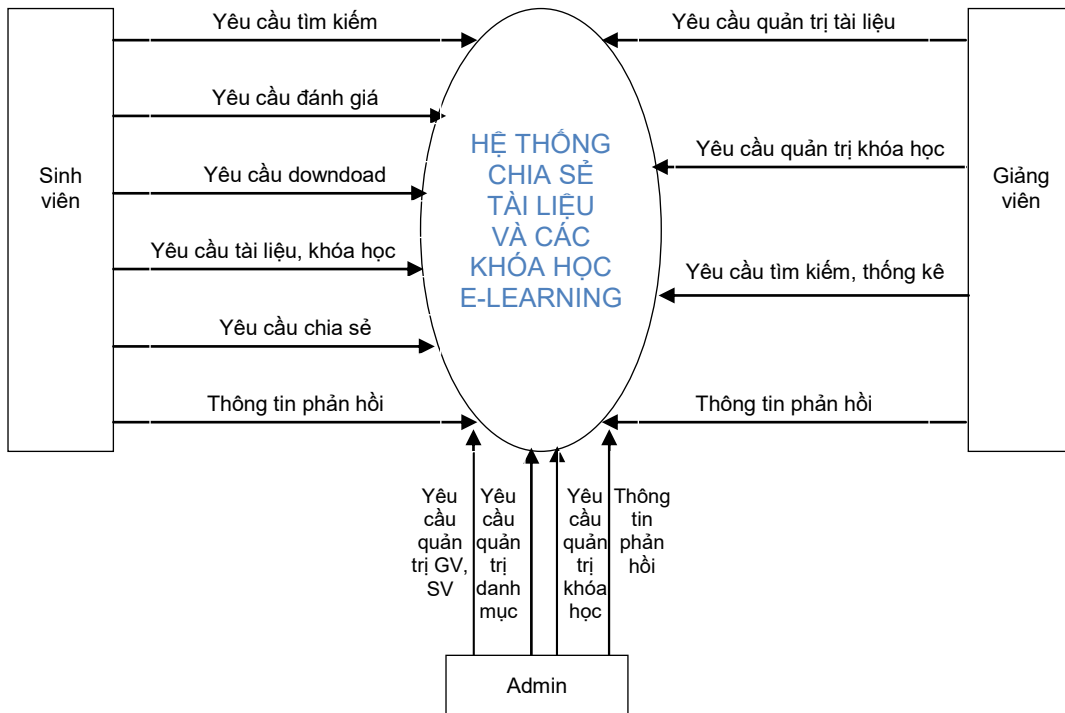 Yêu cầu tìm kiếm
Yêu cầu đánh giá
Yêu cầu downdoad
Yêu cầu tài liệu, khóa học
Yêu cầu chia sẻ
Thông tin phản hồi
Sinh
viên
HỆ THỐNG
CHIA SẺ
TÀI LIỆU
VÀ CÁC
KHÓA HỌC
E-LEARNING
Yêu cầu quản trị tài liệu
Yêu cầu quản trị khóa học
Yêu cầu tìm kiếm, thống kê
Thông tin phản hồi
Giảng
viên
Yêu
cầu
quản
trị GV,
SV
Yêu
cầu
quản
trị
danh
mục
Yêu
cầu
quản
trị
khóa
học
Thông
tin
phản
hồi
Admin